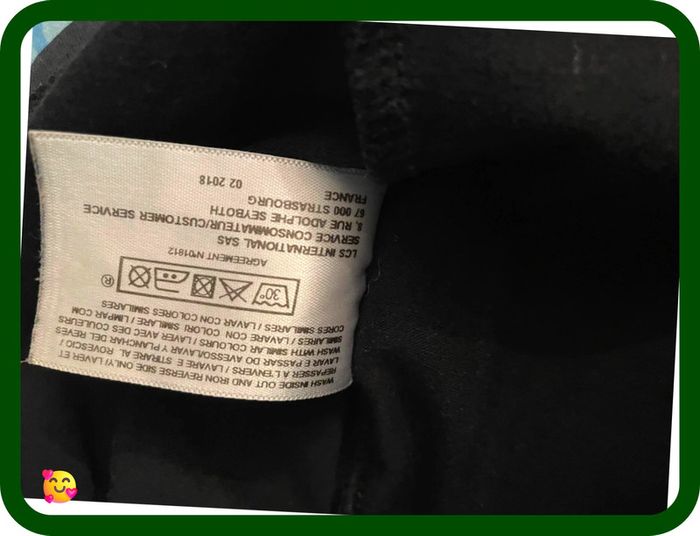 WASH INSIDE OUT AND IRON REVERSE SIDE ONLY/ LAVER ET
REPASSER A L'ENVERS / LAVARE E STIRARE AL ROVESCIO /
LAVAR E PASSAR DO AVESSO/LAVAR Y PLANCHAR DEL REVES
WASH WITH SIMILAR COLOURS / LAVER AVEC DES COULEURS
SIMILAIRES / LAVARE CON COLORI SIMILARI / LIMPAR COM
CORES SIMILARES / LAVAR CON COLORES SIMILARES
30°
®
AGREEMENT N°01812
LCS INTERNATIONAL SAS
SERVICE CONSOMMATEUR/CUSTOMER SERVICE
8, RUE ADOLPHE SEYBOTH
67 000 STRASBOURG
FRANCE
02 2018